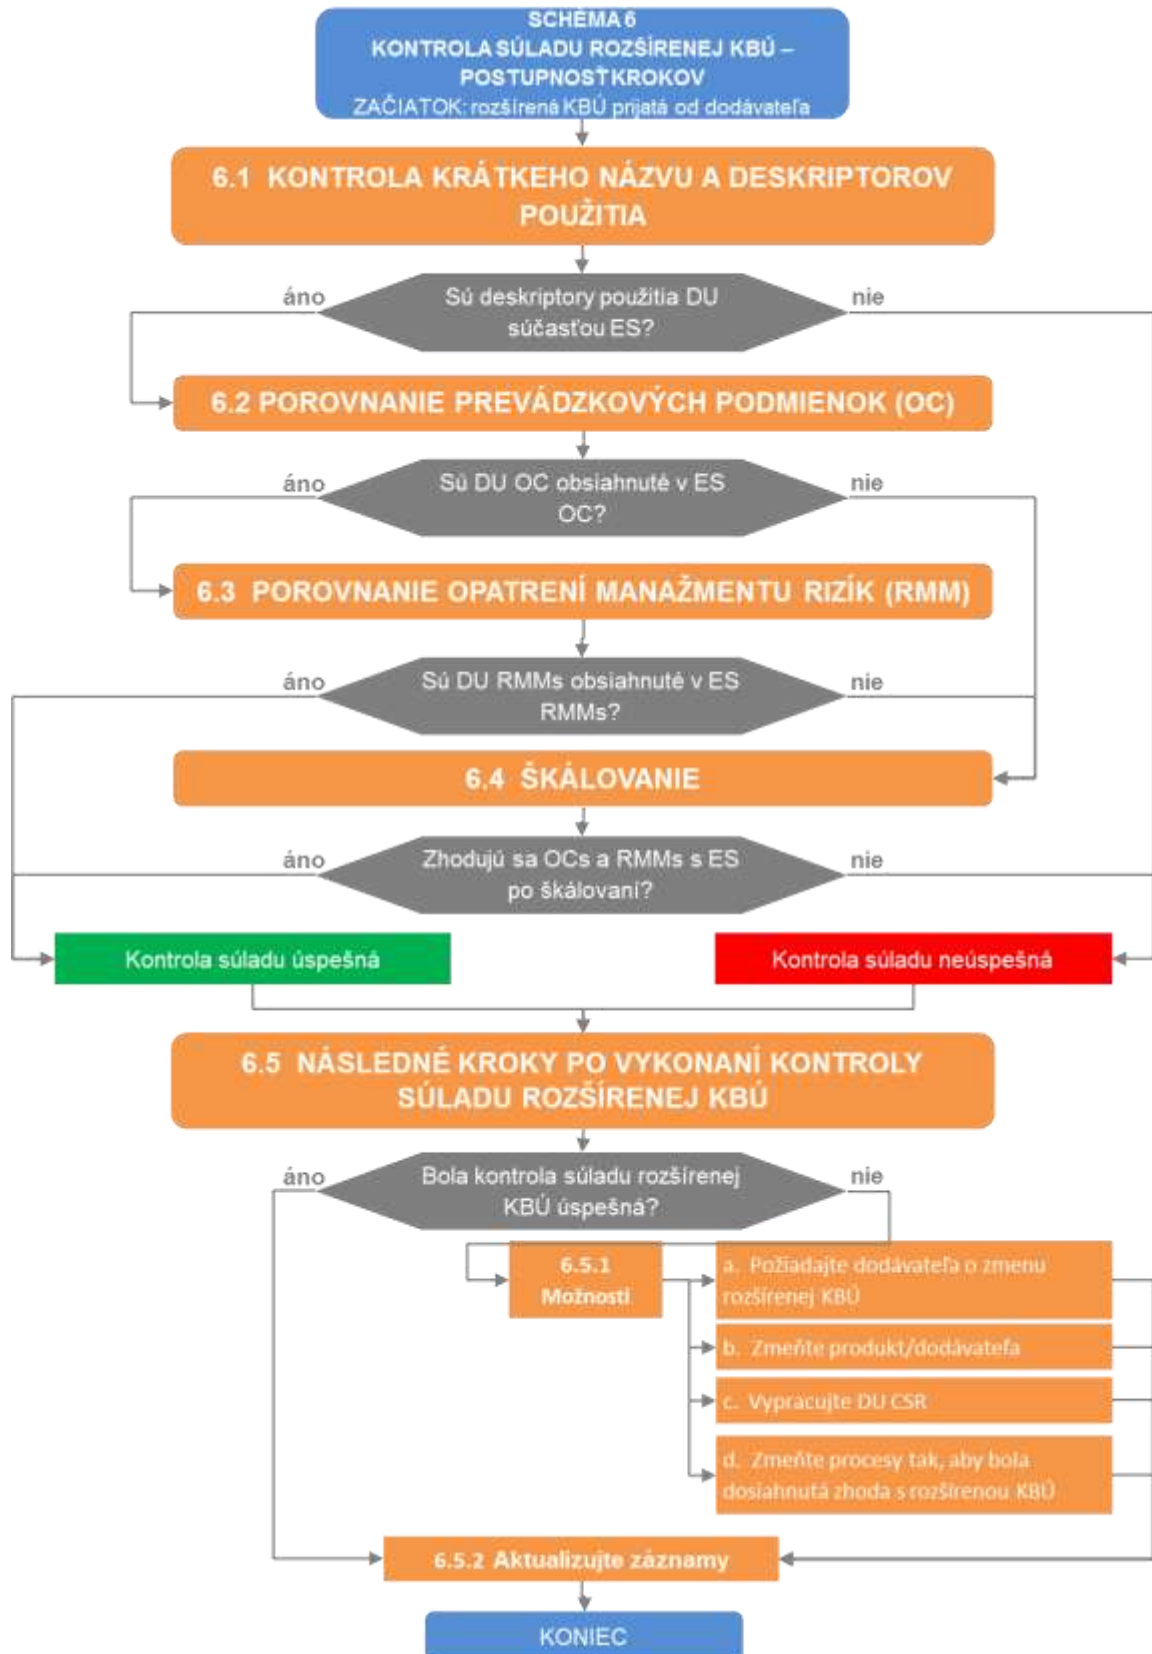 SCHÉMA 6
KONTROLA SÚLADU ROZŠÍRENEJ KBÚ –
POSTUPNOSŤ KROKOV
ZAČIATOK: rozšírená KBÚ prijatá od dodávateľa
6.1 KONTROLA KRÁTKEHO NÁZVU A DESKRIPTOROV
POUŽITIA
áno
Sú deskriptory použitia DU
súčasťou ES?
nie
6.2 POROVNANIE PREVÁDZKOVÝCH PODMIENOK (OC)
áno
Sú DU OC obsiahnuté v ES
OC?
nie
6.3 POROVNANIE OPATRENÍ MANAŽMENTU RIZÍK (RMM)
áno
Sú DU RMMs obsiahnuté v ES
RMMs?
nie
6.4 ŠKÁLOVANIE
áno
Zhodujú sa OCs a RMMs s ES
po škálovaní?
nie
Kontrola súladu úspešná
Kontrola súladu neúspešná
6.5 NÁSLEDNÉ KROKY PO VYKONANÍ KONTROLY
SÚLADU ROZŠÍRENEJ KBÚ
áno
Bola kontrola súladu rozšírenej
KBÚ úspešná?
nie
6.5.1
Možnosti
a. Požiadajte dodávateľa o zmenu
rozšírenej KBÚ
b. Zmeňte produkt/dodávateľa
c. Vypracujte DU CSR
d. Zmeňte procesy tak, aby bola
dosiahnutá zhoda s rozšírenou KBÚ
6.5.2 Aktualizujte záznamy
KONIEC